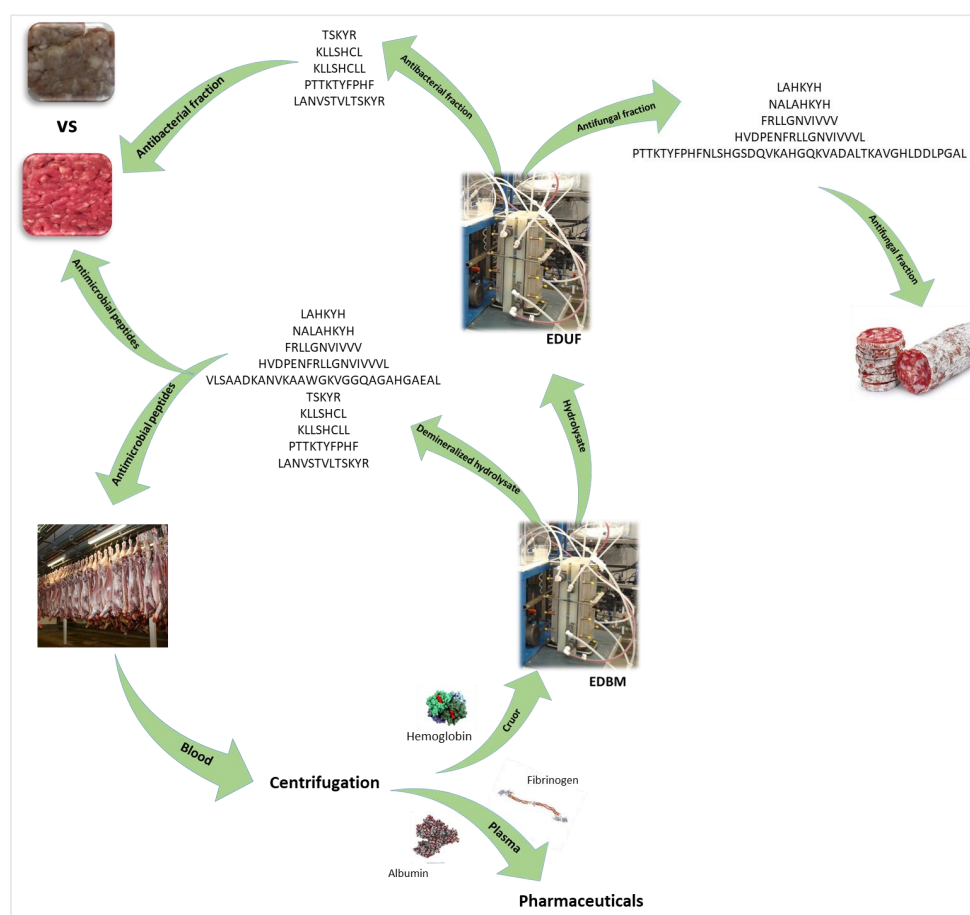 TSKYR
KLLSHCL
KLLSHCLL
PTTKTYFPHF
LANVSTVLTSKYR
vs
Antibacterial fraction
Antibacterial fraction
Antifungal fraction
LAHKYH
NALAHKYH
FRLLGNVIVVV
HVDPENFRLLGNVIVVVL
PTTKTYFPHFNLSHGSDQVKAHGQKVADALTKAVGHLDDLPGAL
Antifungal fraction
EDUF
Antimicrobial peptides
LAHKYH
NALAHKYH
FRLLGNVIVVV
HVDPENFRLLGNVIVVVL
VLSAADKANVKAAWGKVGGQAGAHGAEAL
TSKYR
KLLSHCL
KLLSHCLL
PTTKTYFPHF
LANVSTVLTSKYR
Antimicrobial peptides
Demineralized hydrolysate
Hydrolysate
EDBM
Blood
Hemoglobin
Cruor
Centrifugation
Fibrinogen
Plasma
Albumin
Pharmaceuticals